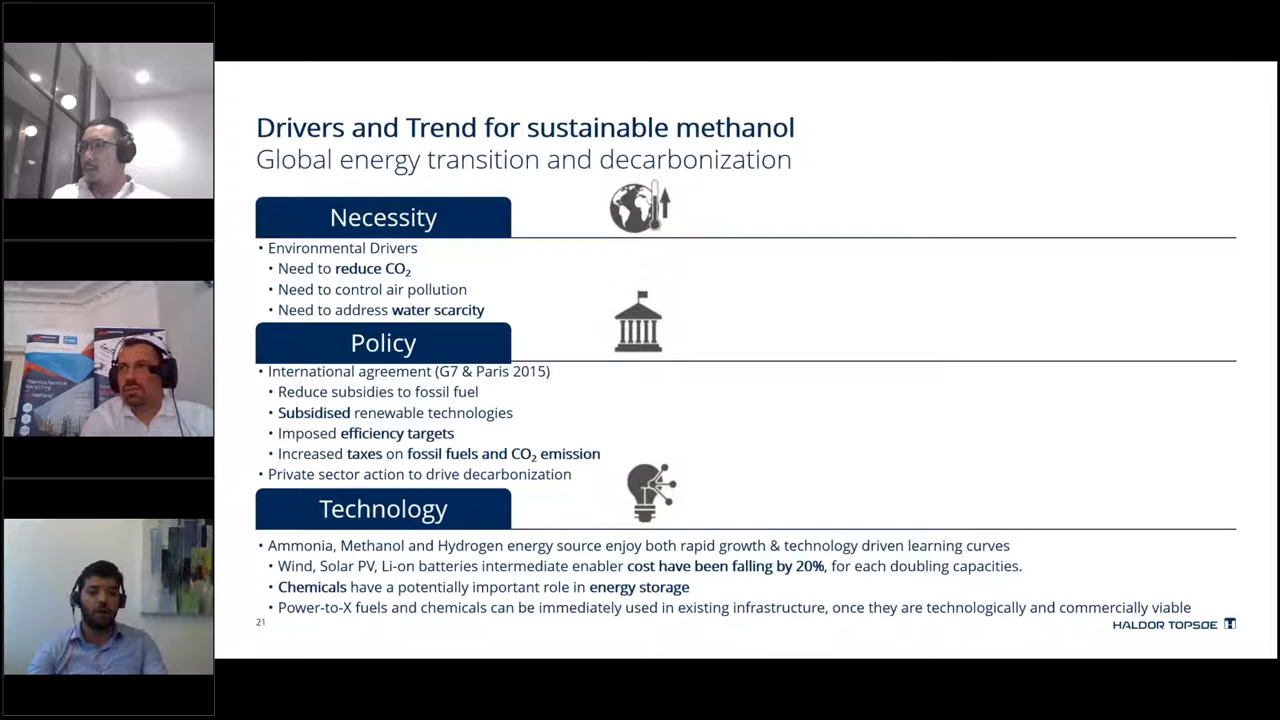 Drivers and Trend for sustainable methanol
Global energy transition and decarbonization
Necessity
• Environmental Drivers
• Need to reduce CO₂
• Need to control air pollution
• Need to address water scarcity
Policy
• International agreement (G7 & Paris 2015)
• Reduce subsidies to fossil fuel
• Subsidised renewable technologies
• Imposed efficiency targets
• Increased taxes on fossil fuels and CO₂ emission
• Private sector action to drive decarbonization
Technology
• Ammonia, Methanol and Hydrogen energy source enjoy both rapid growth & technology driven learning curves
• Wind, Solar PV, Li-on batteries intermediate enabler cost have been falling by 20%, for each doubling capacities.
• Chemicals have a potentially important role in energy storage
• Power-to-X fuels and chemicals can be immediately used in existing infrastructure, once they are technologically and commercially viable
21
HALDOR TOPSØE